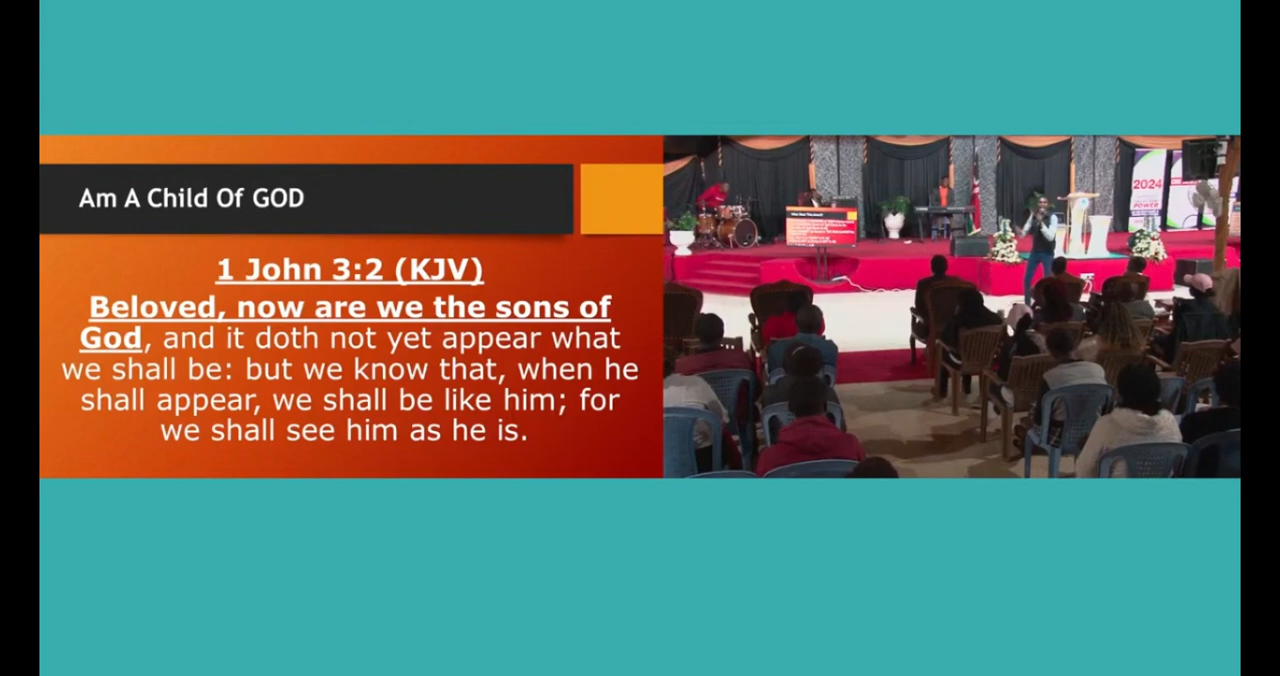 Am A Child Of GOD
1 John 3:2 (KJV)
Beloved, now are we the sons of
God, and it doth not yet appear what
we shall be: but we know that, when he
shall appear, we shall be like him; for
we shall see him as he is.
2024
POWER